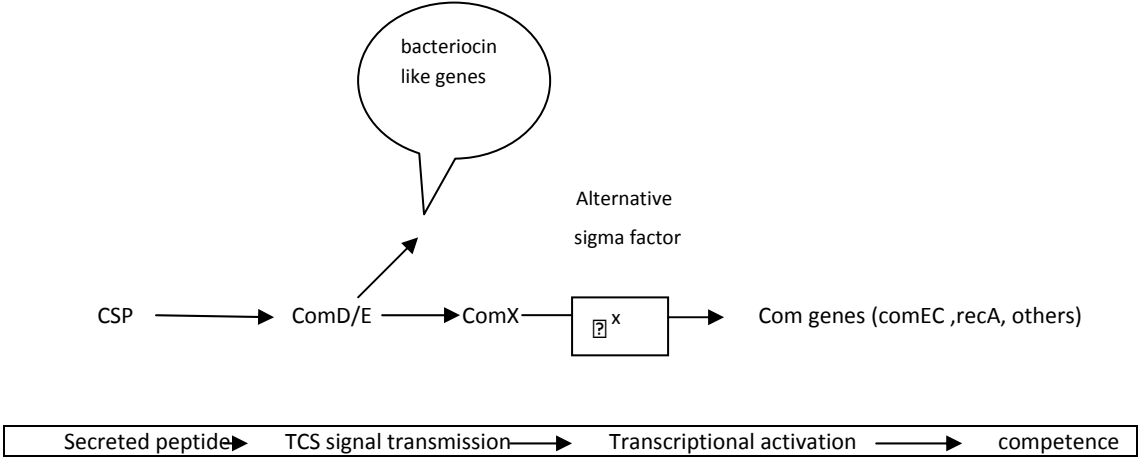 bacteriocin
like genes
Alternative
sigma factor
CSP ComD/E ComX x Com genes (comEC ,recA, others)
Secreted peptide TCS signal transmission Transcriptional activation competence